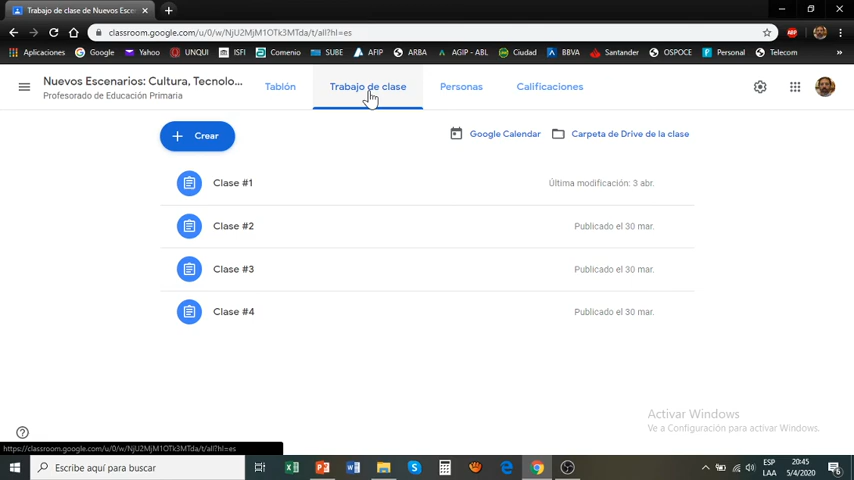 Trabajo de clase de Nuevos Esce
classroom.google.com/u/0/w/NjU2MjM1OTk3MTda/t/all?hl=es
ABP
Aplicaciones Google Yahoo UNQUI ISFI Comenio SUBE AFIP ARBA AGIP - ABL Ciudad BBVA Santander OSPOCE Personal Telecom
Nuevos Escenarios: Cultura, Tecnolo...
Profesorado de Educación Primaria
Tablón Trabajo de clase Personas Calificaciones
Crear
Google Calendar Carpeta de Drive de la clase
Clase #1 Última modificación: 3 abr.
Clase #2 Publicado el 30 mar.
Clase #3 Publicado el 30 mar.
Clase #4 Publicado el 30 mar.
Activar Windows
Ve a Configuración para activar Windows.
https://classroom.google.com/u/0/w/NjU2MjM1OTk3MTda/t/all?hl=es
Escribe aquí para buscar
ESP 20:45
LAA 5/4/2020